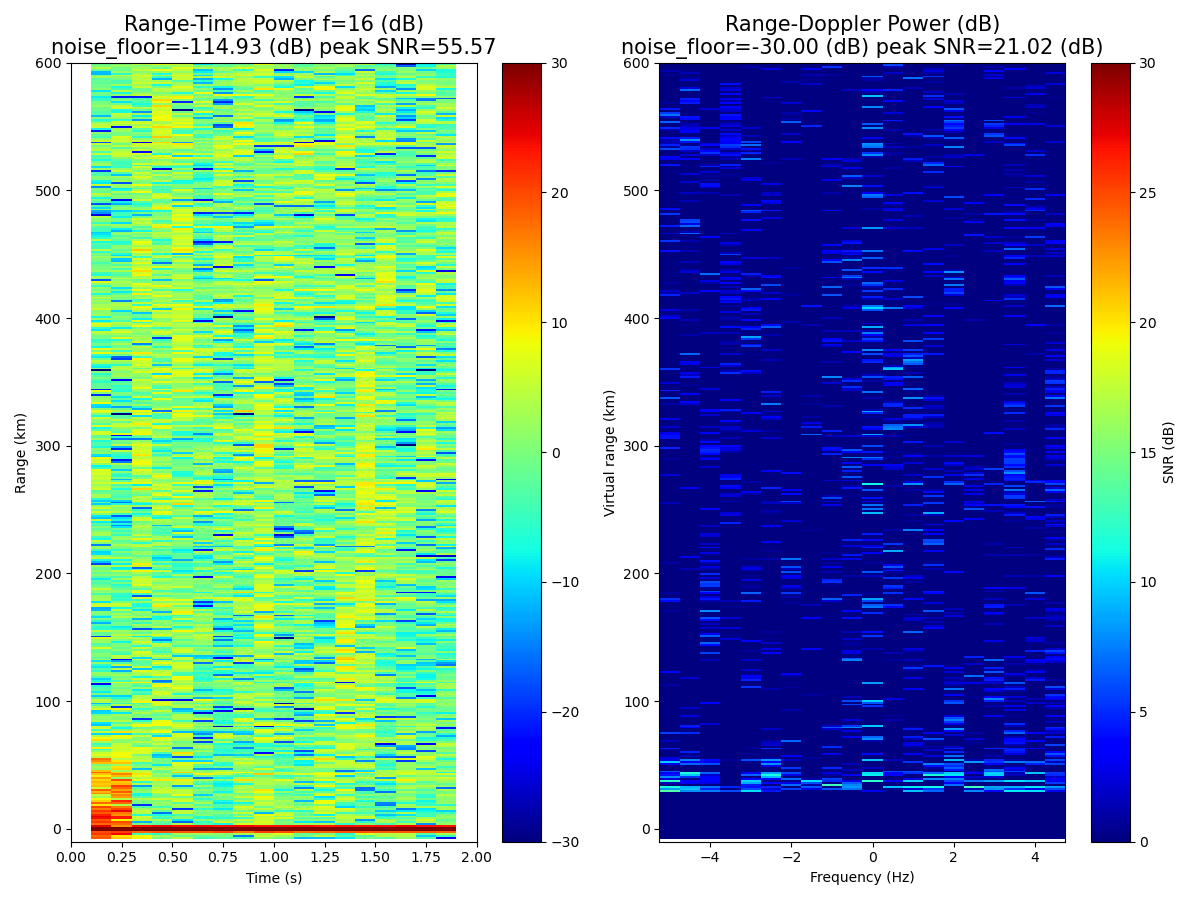 Range-Time Power f=16 (dB)
noise_floor=-114.93 (dB) peak SNR=55.57
Range-Doppler Power (dB)
noise_floor=-30.00 (dB) peak SNR=21.02 (dB)
600
500
400
300
200
100
0
Range (km)
0.00 0.25 0.50 0.75 1.00 1.25 1.50 1.75 2.00
Time (s)
30
20
10
0
−10
−20
−30
600
500
400
300
200
100
0
Virtual range (km)
−4 −2 0 2 4
Frequency (Hz)
30
25
20
15
10
5
0
SNR (dB)